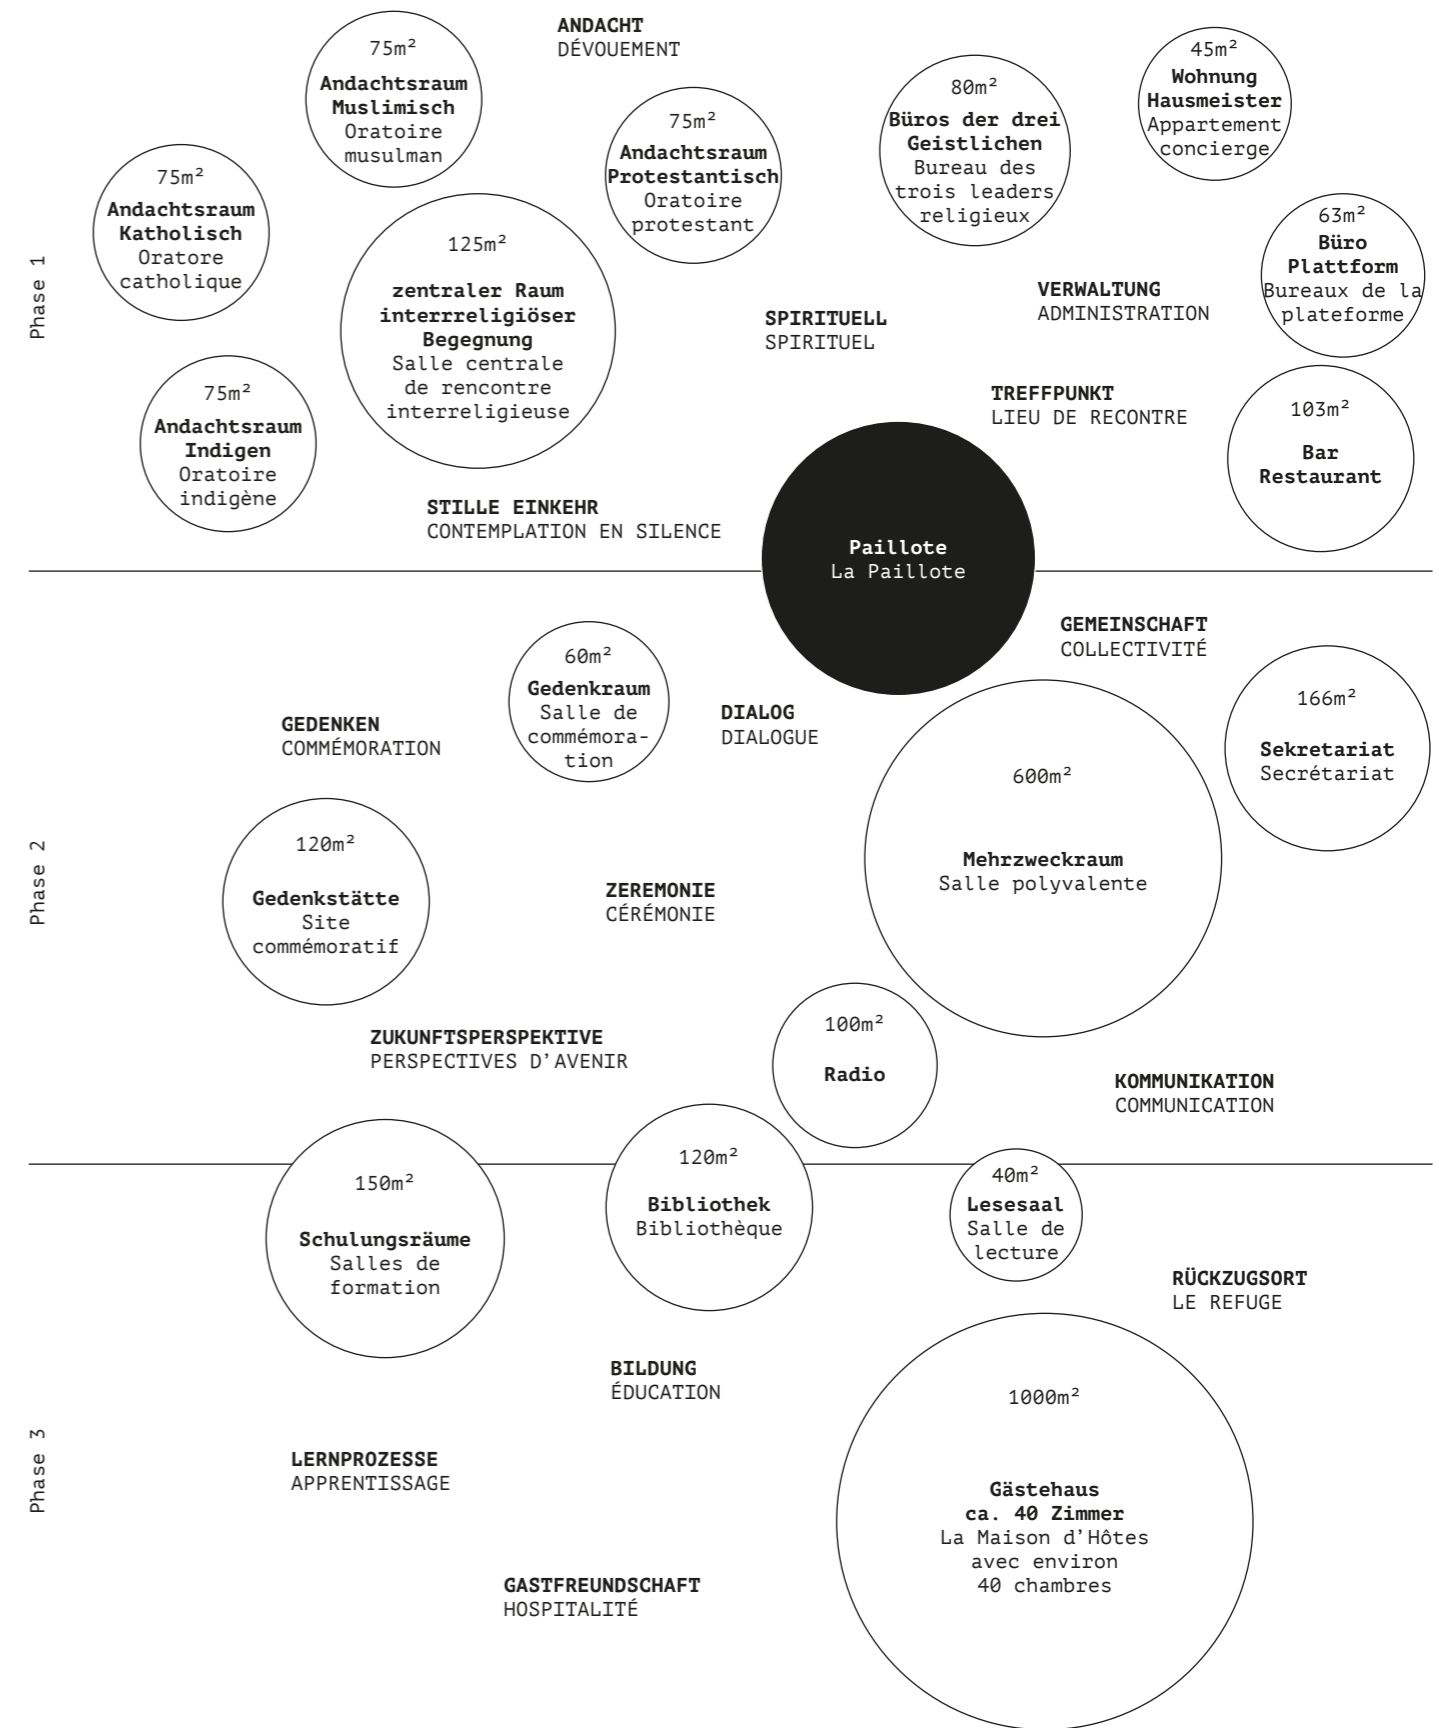 ANDACHT
DÉVOUEMENT
75m²
Andachtsraum
Muslimisch
Oratoire
musulman
45m²
Wohnung
Hausmeister
Appartement
concierge
80m²
Büros der drei
Geistlichen
Bureau des
trois leaders
religieux
75m²
Andachtsraum
Protestantisch
Oratoire
protestant
75m²
Andachtsraum
Katholisch
Oratore
catholique
63m²
Büro
Plattform
Bureaux de la
plateforme
125m²
zentraler Raum
interrreligiöser
Begegnung
Salle centrale
de rencontre
interreligieuse
Phase 1
VERWALTUNG
ADMINISTRATION
SPIRITUELL
SPIRITUEL
75m²
Andachtsraum
Indigen
Oratoire
indigène
TREFFPUNKT
LIEU DE RECONTRE
103m²
Bar
Restaurant
STILLE EINKEHR
CONTEMPLATION EN SILENCE
Paillote
La Paillote
GEMEINSCHAFT
COLLECTIVITÉ
60m²
Gedenkraum
Salle de
commémora-
tion
GEDENKEN
COMMÉMORATION
DIALOG
DIALOGUE
166m²
Sekretariat
Secrétariat
600m²
Mehrzweckraum
Salle polyvalente
Phase 2
120m²
Gedenkstätte
Site
commémoratif
ZEREMONIE
CÉRÉMONIE
ZUKUNFTSPERSPEKTIVE
PERSPECTIVES D'AVENIR
100m²
Radio
KOMMUNIKATION
COMMUNICATION
150m²
Schulungsräume
Salles de
formation
120m²
Bibliothek
Bibliothèque
40m²
Lesesaal
Salle de
lecture
RÜCKZUGSORT
LE REFUGE
BILDUNG
ÉDUCATION
Phase 3
LERNPROZESSE
APPRENTISSAGE
1000m²
Gästehaus
ca. 40 Zimmer
La Maison d'Hôtes
avec environ
40 chambres
GASTFREUNDSCHAFT
HOSPITALITÉ